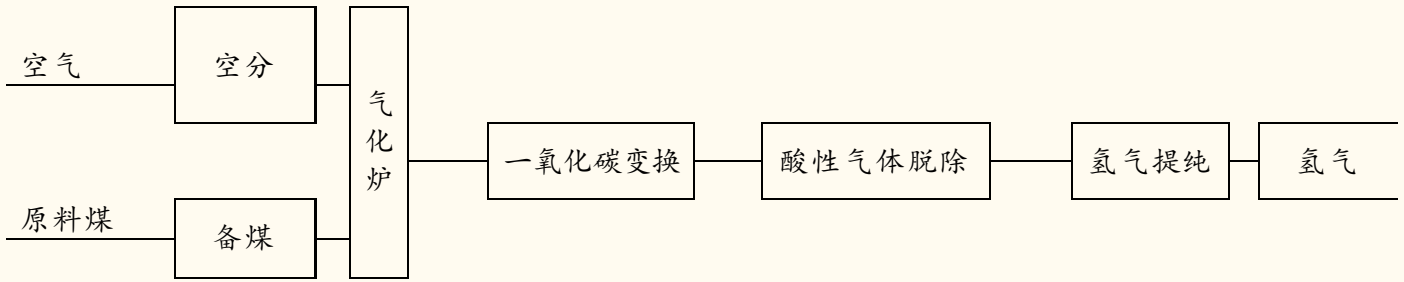 空气
空分
气化炉
一氧化碳变换
酸性气体脱除
氢气提纯
氢气
原料煤
备煤